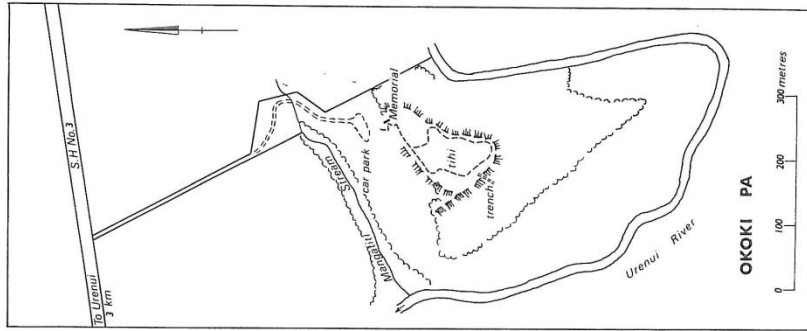 To Urenui
3 km
S.H No.3
Mangatiti Stream
car park
Memorial
tihi
trench
Urenui River
OKOKI PA
0 100 200 300 metres